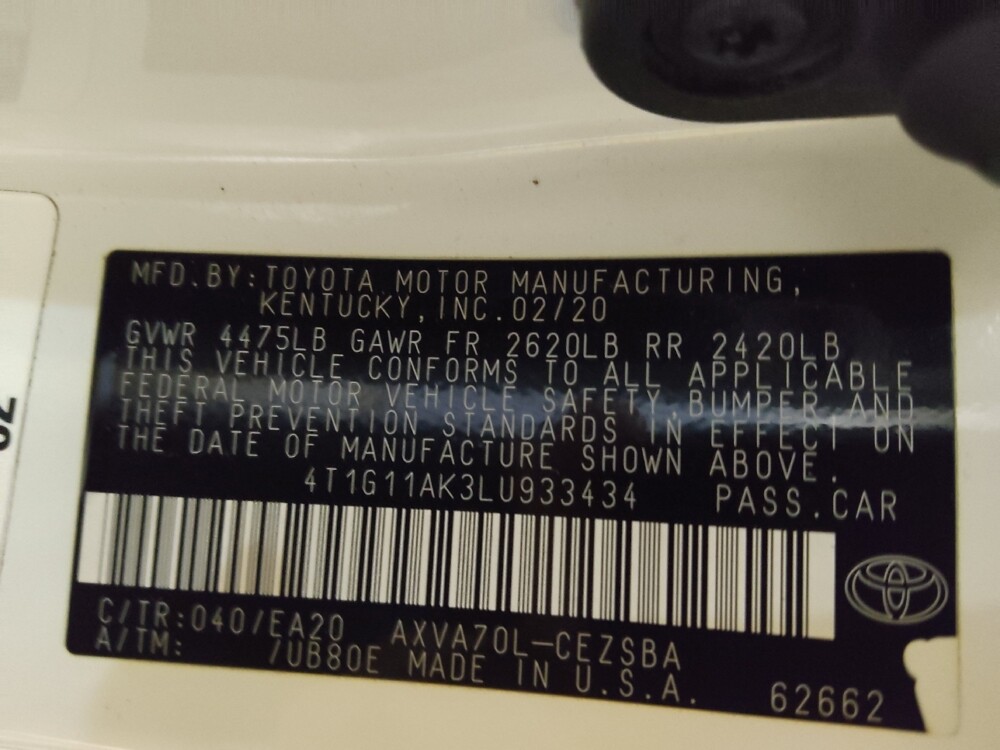 MFD.BY:TOYOTA MOTOR MANUFACTURING,
KENTUCKY,INC.02/20
GVWR 4475LB GAWR FR 2620LB RR 2420LB
THIS VEHICLE CONFORMS TO ALL APPLICABLE
FEDERAL MOTOR VEHICLE SAFETY,BUMPER AND
THEFT PREVENTION STANDARDS IN EFFECT ON
THE DATE OF MANUFACTURE SHOWN ABOVE.
4T1G11AK3LU933434 PASS.CAR
C/TR:040/EA20 AXVA70L-CEZSBA
A/TM: /UB80E MADE IN U.S.A.
62662